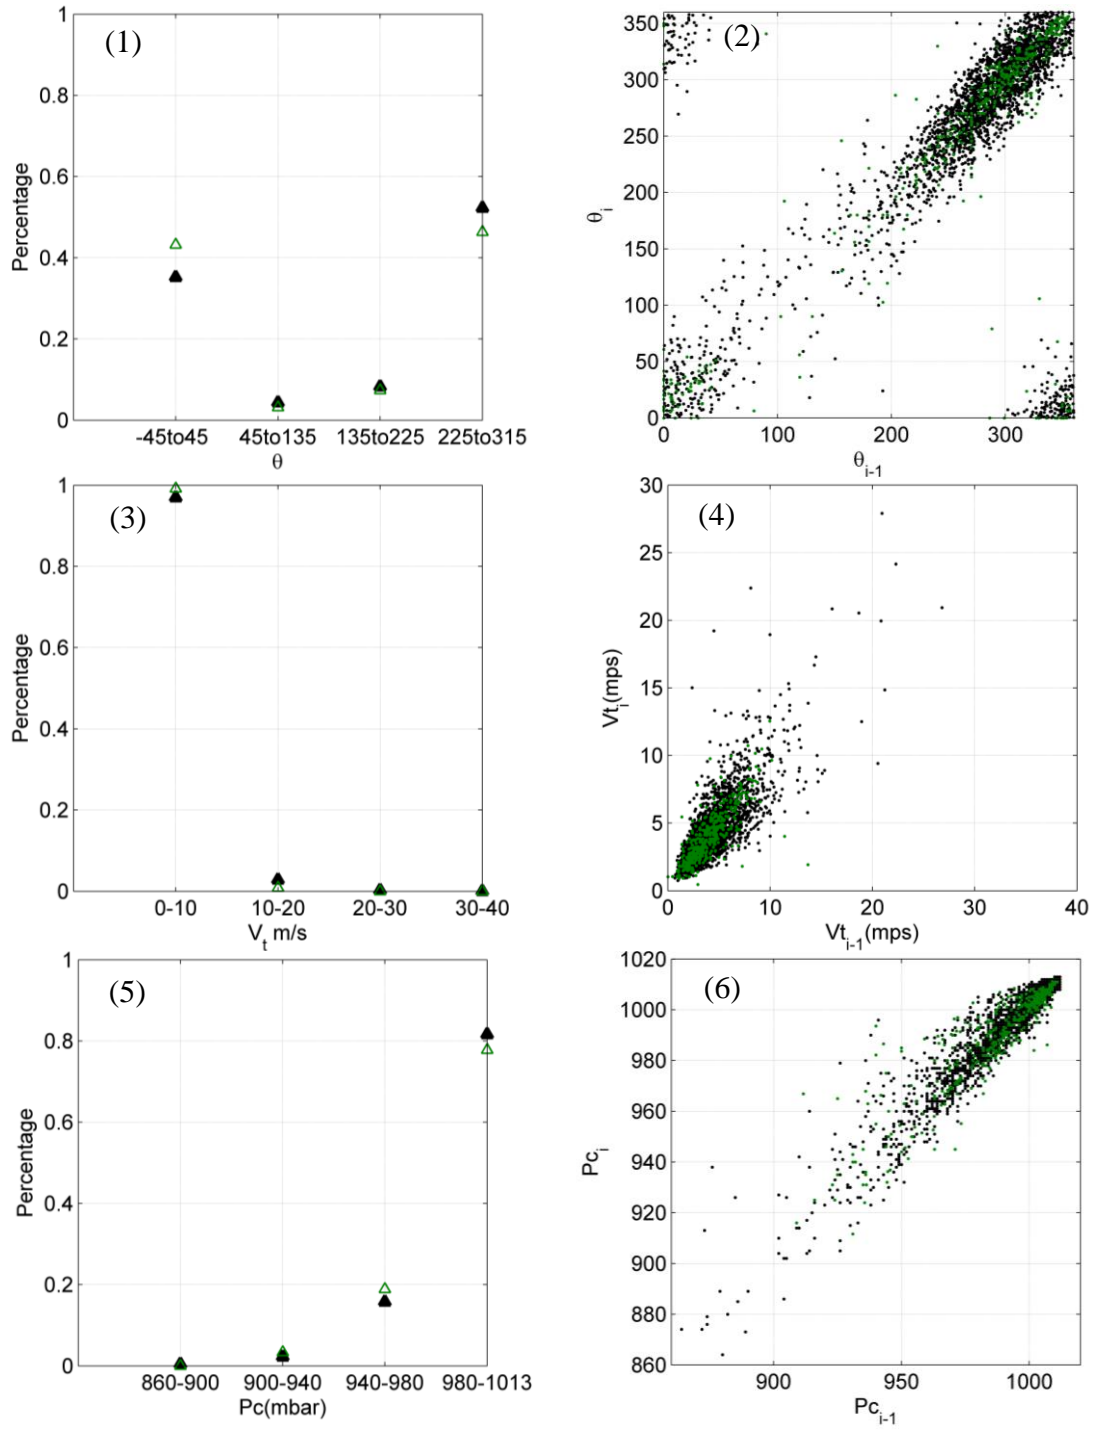 (1)
1
0.8
0.6
0.4
0.2
0
Percentage
-45to45 45to135 135to225 225to315
θ
(2)
350
300
250
200
150
100
50
0
θi
0 100 200 300
θi-1
(3)
1
0.8
0.6
0.4
0.2
0
Percentage
0-10 10-20 20-30 30-40
Vt m/s
(4)
30
25
20
15
10
5
0
Vti(mps)
0 10 20 30 40
Vti-1(mps)
(5)
1
0.8
0.6
0.4
0.2
0
Percentage
860-900 900-940 940-980 980-1013
Pc(mbar)
(6)
1020
1000
980
960
940
920
900
880
860
Pci
900 950 1000
Pci-1